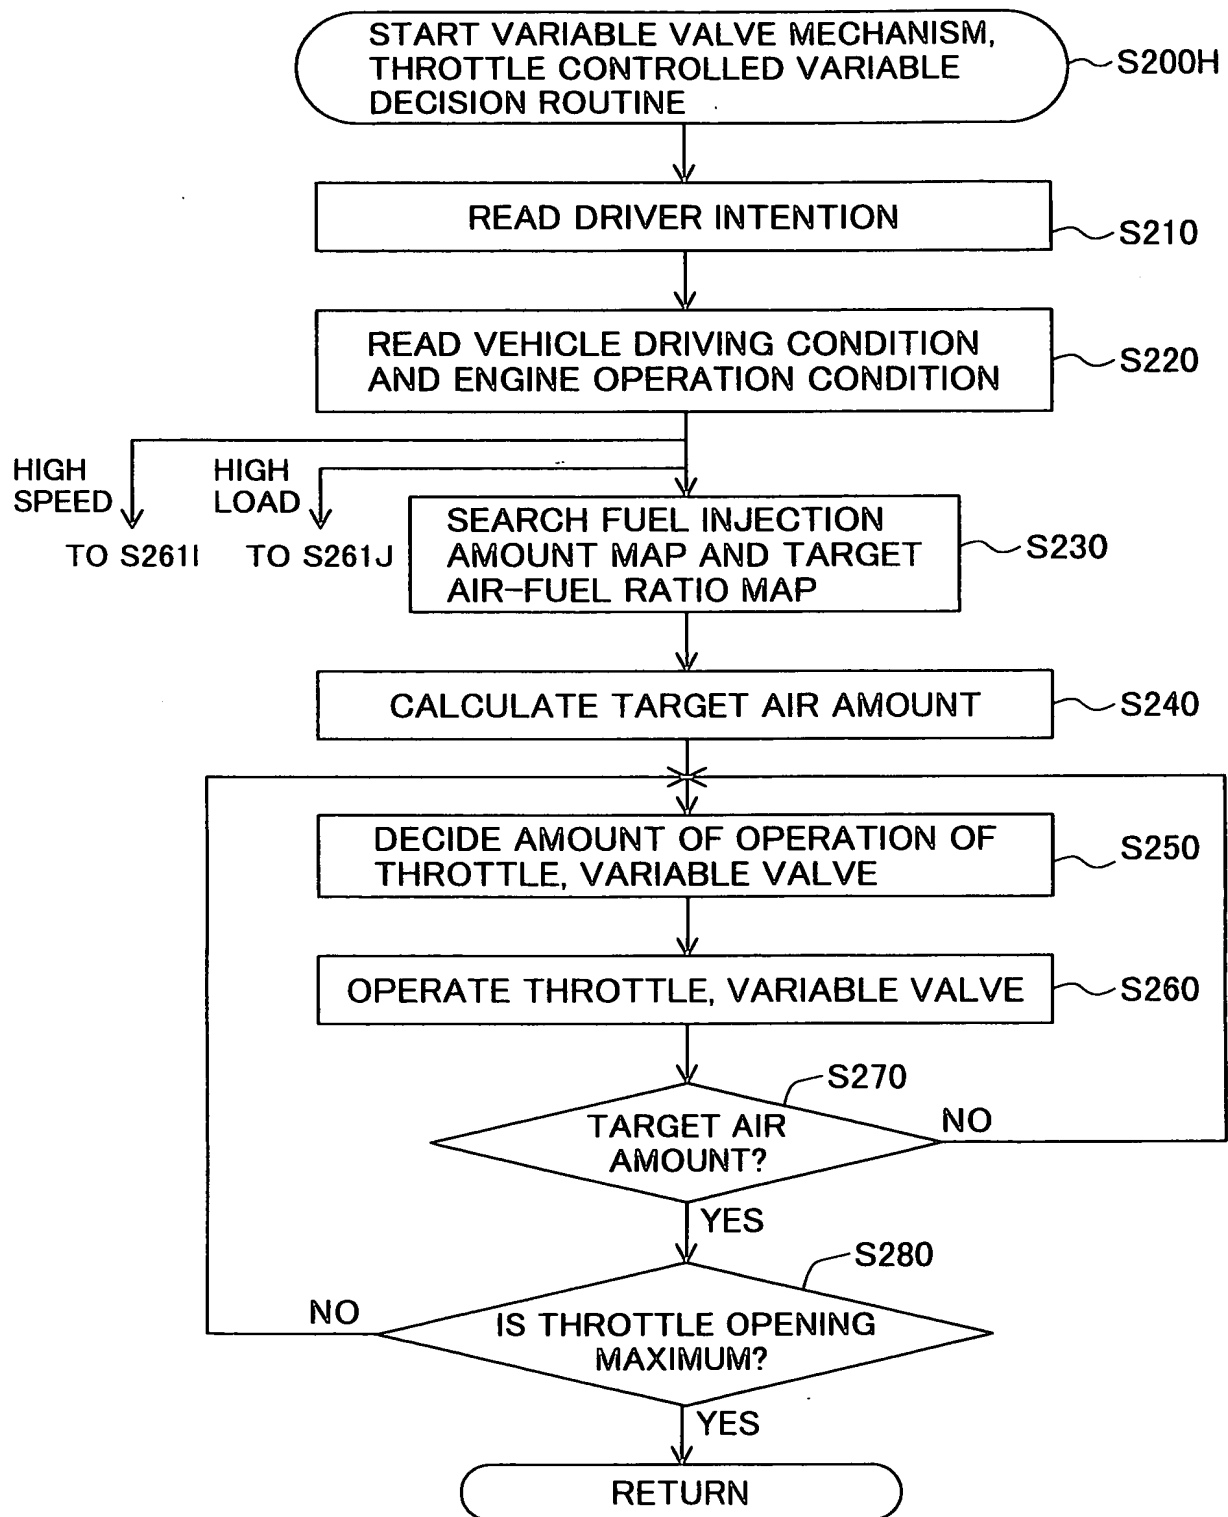 START VARIABLE VALVE MECHANISM,
THROTTLE CONTROLLED VARIABLE
DECISION ROUTINE
S200H
READ DRIVER INTENTION
S210
READ VEHICLE DRIVING CONDITION
AND ENGINE OPERATION CONDITION
S220
HIGH
SPEED
TO S261I
HIGH
LOAD
TO S261J
SEARCH FUEL INJECTION
AMOUNT MAP AND TARGET
AIR-FUEL RATIO MAP
S230
CALCULATE TARGET AIR AMOUNT
S240
DECIDE AMOUNT OF OPERATION OF
THROTTLE, VARIABLE VALVE
S250
OPERATE THROTTLE, VARIABLE VALVE
S260
S270
TARGET AIR
AMOUNT?
NO
YES
S280
IS THROTTLE OPENING
MAXIMUM?
NO
YES
RETURN